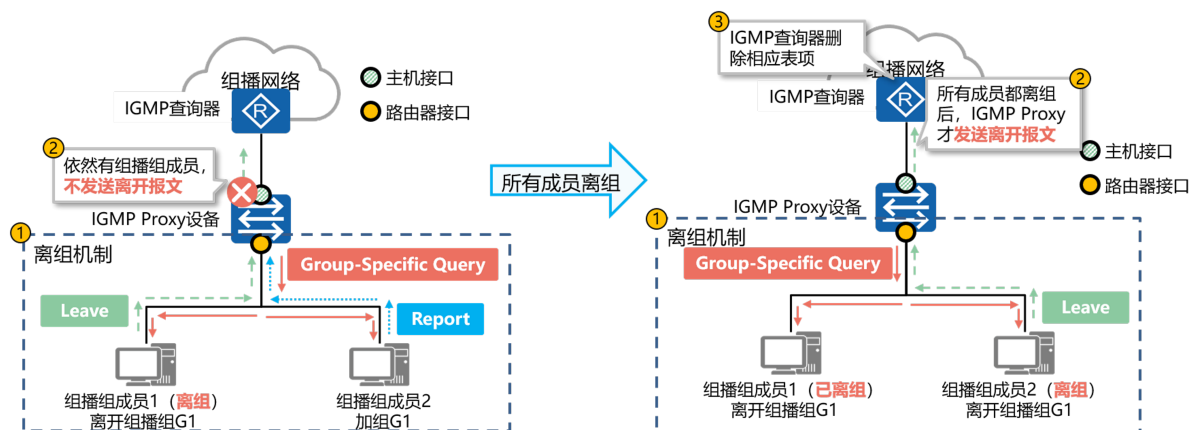 组播网络
IGMP查询器
R
主机接口
路由器接口
2
依然有组播组成员，
不发送离开报文
IGMP Proxy设备
1
离组机制
Group-Specific Query
Leave
Report
组播组成员1（离组）
离开组播组G1
组播组成员2
加组G1
所有成员离组
3
IGMP查询器删
除相应表项
组播网络
IGMP查询器
R
2
所有成员都离组
后，IGMP Proxy
才发送离开报文
主机接口
路由器接口
IGMP Proxy设备
1
离组机制
Group-Specific Query
Leave
组播组成员1（已离组）
离开组播组G1
组播组成员2（离组）
离开组播组G1